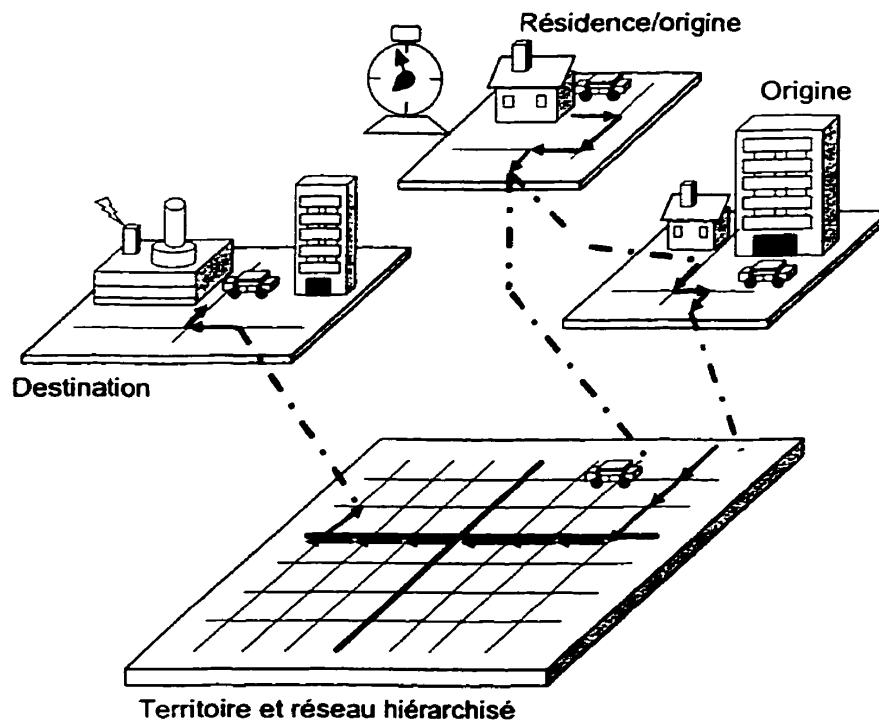 Résidence/origine
Origine
Destination
Territoire et réseau hiérarchisé